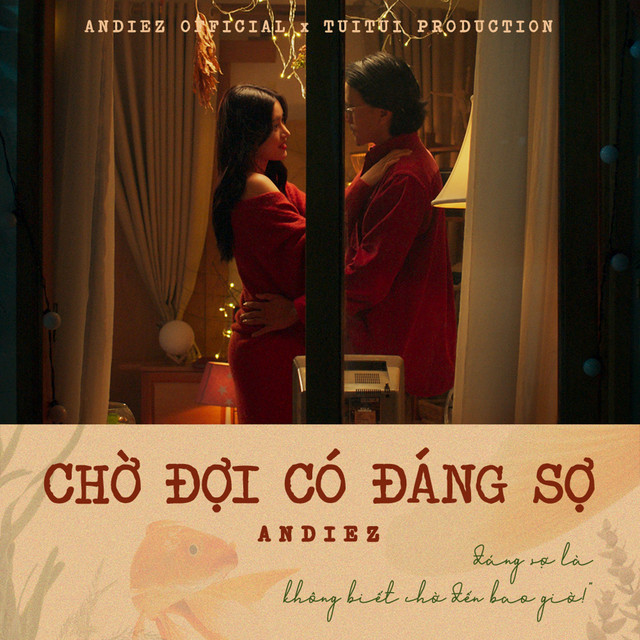 ANDIEZ OFFICIAL x TUITUI PRODUCTION
CHỜ ĐỢI CÓ ĐÁNG SỢ
ANDIEZ
đáng sợ là
không biết chờ đến bao giờ!"